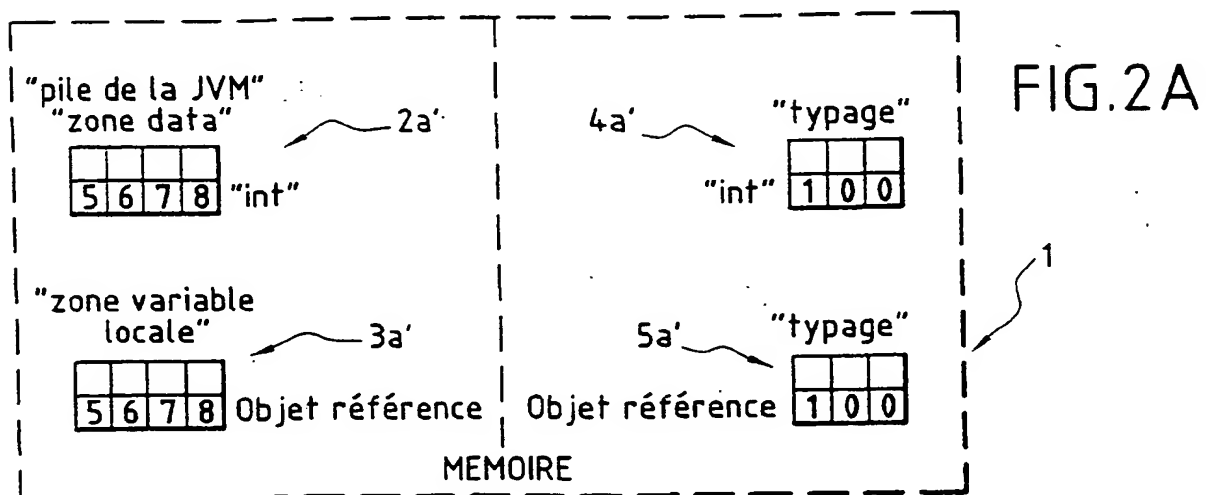 FIG.2A
"pile de la JVM"
"zone data"
2a'
5 6 7 8 "int"
4a'
"typage"
"int" 1 0 0
"zone variable
locale"
3a'
5 6 7 8 Objet référence
5a'
"typage"
Objet référence 1 0 0
1
MEMOIRE